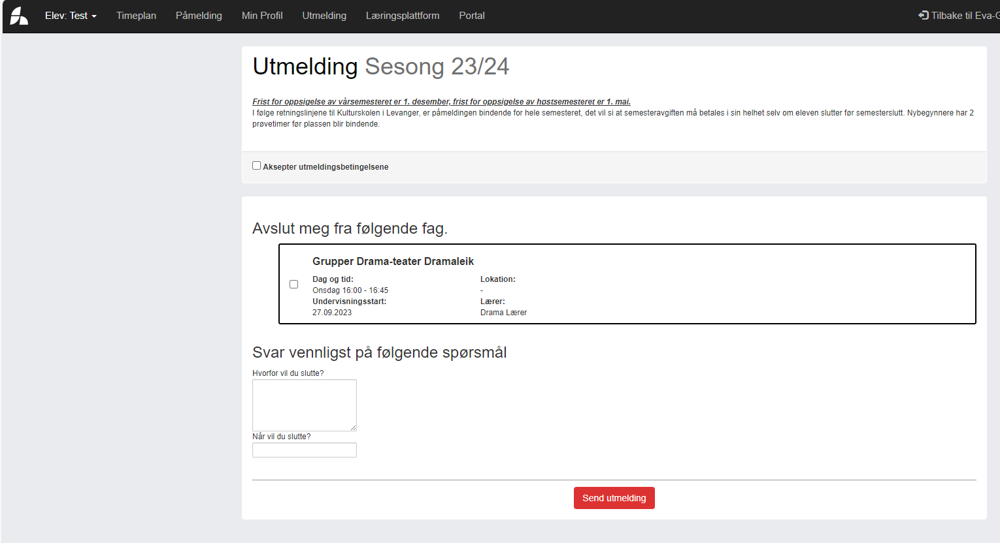 Elev: Test Timeplan Påmelding Min Profil Utmelding Læringsplattform Portal Tilbake til Eva-G
Utmelding Sesong 23/24
Frist for oppsigelse av vårsemesteret er 1. desember, frist for oppsigelse av høstsemesteret er 1. mai.
I følge retningslinjene til Kulturskolen i Levanger, er påmeldingen bindende for hele semesteret, det vil si at semesteravgiften må betales i sin helhet selv om eleven slutter før semesterslutt. Nybegynnere har 2
prøvetimer før plassen blir bindende.
Aksepter utmeldingsbetingelsene
Avslut meg fra følgende fag.
Grupper Drama-teater Dramaleik
Dag og tid: Lokation:
Onsdag 16:00 - 16:45 -
Undervisningsstart: Lærer:
27.09.2023 Drama Lærer
Svar vennligst på følgende spørsmål
Hvorfor vil du slutte?
Når vil du slutte?
Send utmelding